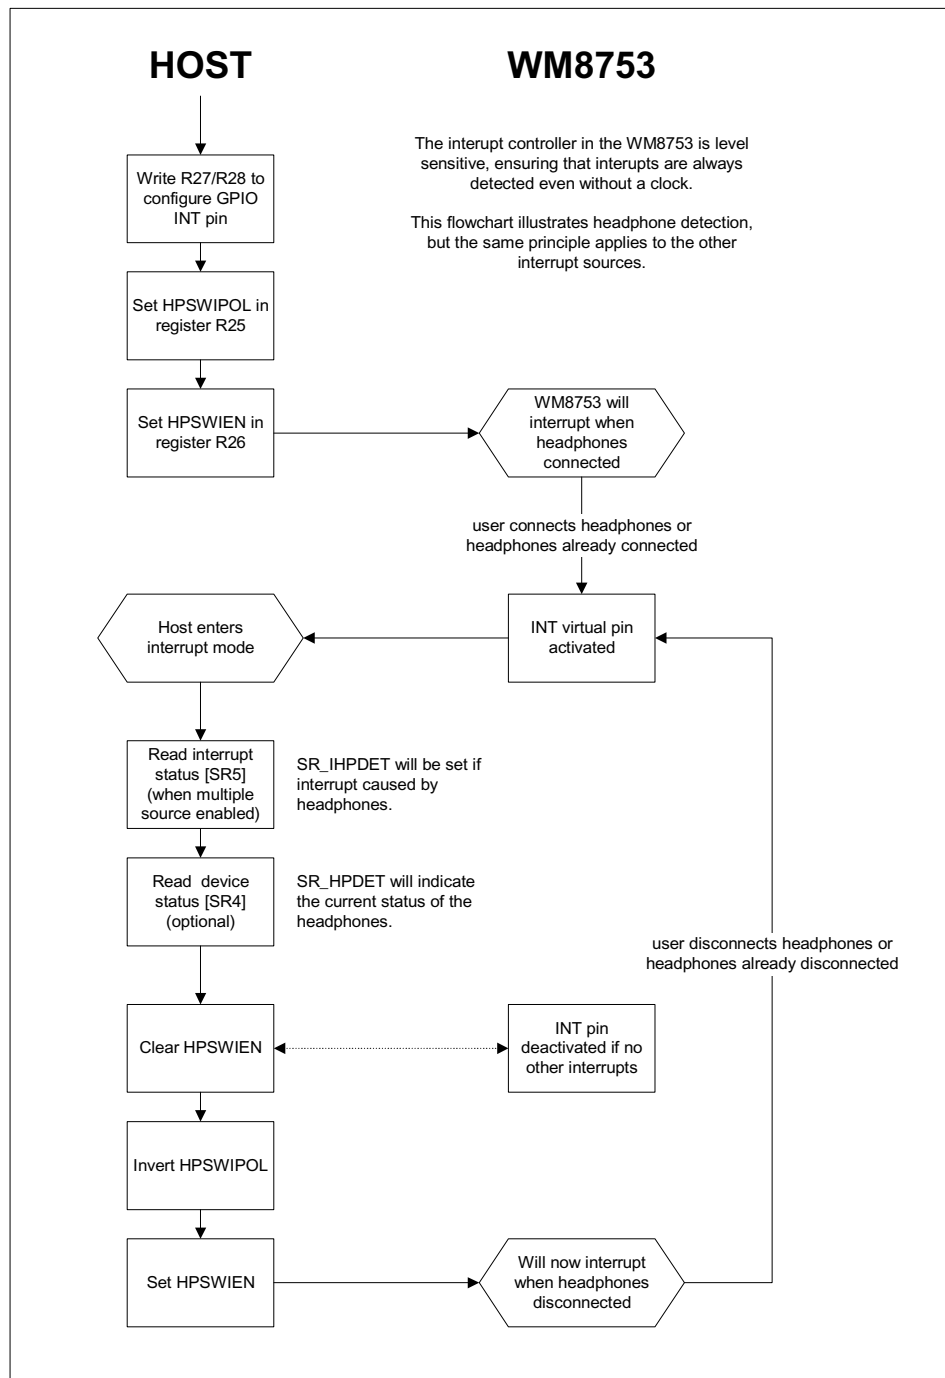 HOST
WM8753
The interupt controller in the WM8753 is level
sensitive, ensuring that interupts are always
detected even without a clock.
This flowchart illustrates headphone detection,
but the same principle applies to the other
interrupt sources.
Write R27/R28 to
configure GPIO
INT pin
Set HPSWIPOL in
register R25
Set HPSWIEN in
register R26
WM8753 will
interrupt when
headphones
connected
user connects headphones or
headphones already connected
Host enters
interrupt mode
INT virtual pin
activated
Read interrupt
status [SR5]
(when multiple
source enabled)
SR_IHPDET will be set if
interrupt caused by
headphones.
Read device
status [SR4]
(optional)
SR_HPDET will indicate
the current status of the
headphones.
user disconnects headphones or
headphones already disconnected
Clear HPSWIEN
INT pin
deactivated if no
other interrupts
Invert HPSWIPOL
Set HPSWIEN
Will now interrupt
when headphones
disconnected